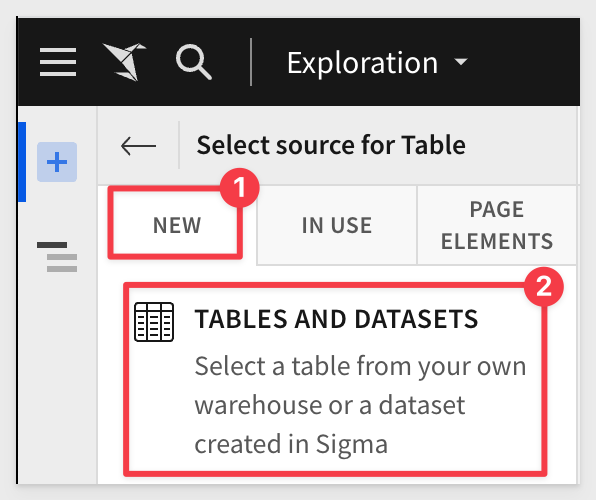 Exploration
Select source for Table
1
NEW
IN USE
PAGE
ELEMENTS
2
TABLES AND DATASETS
Select a table from your own
warehouse or a dataset
created in Sigma